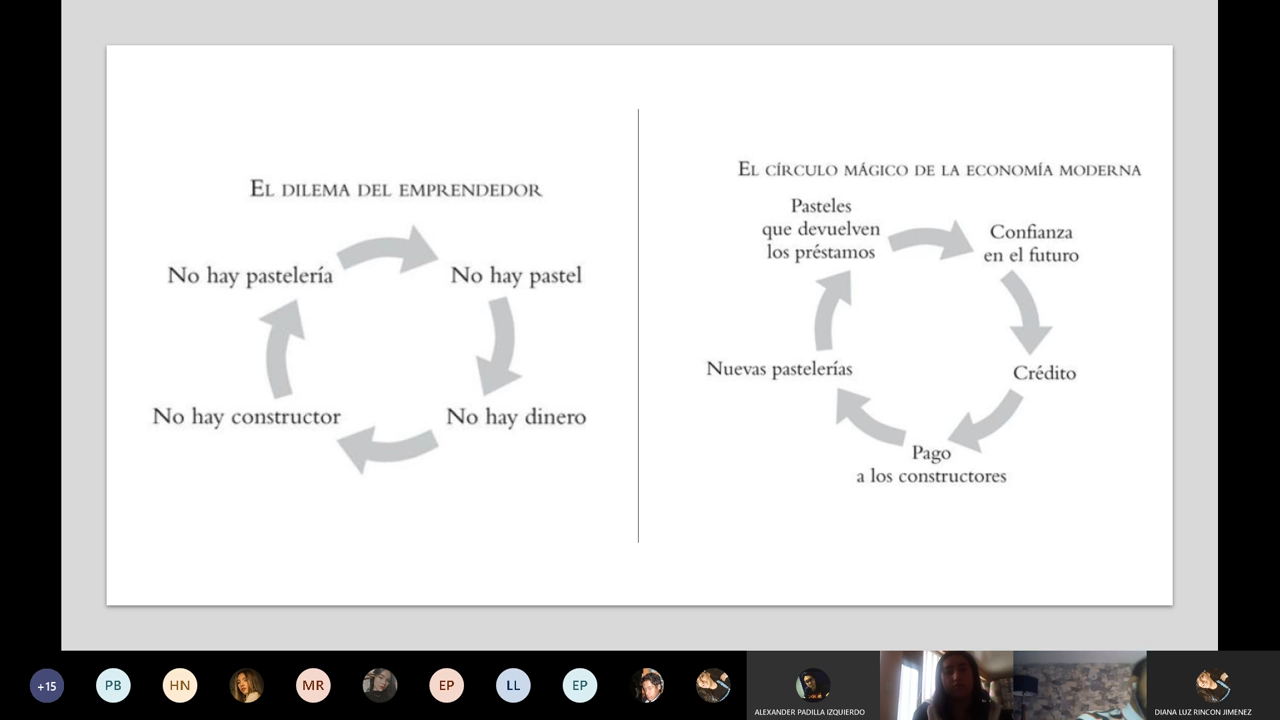 EL DILEMA DEL EMPRENDEDOR
No hay pastelería
No hay pastel
No hay constructor
No hay dinero
EL CÍRCULO MÁGICO DE LA ECONOMÍA MODERNA
Pasteles
que devuelven
los préstamos
Confianza
en el futuro
Nuevas pastelerías
Crédito
Pago
a los constructores
+15
PB
HN
MR
EP
LL
EP
ALEXANDER PADILLA IZQUIERDO
DIANA LUZ RINCON JIMENEZ